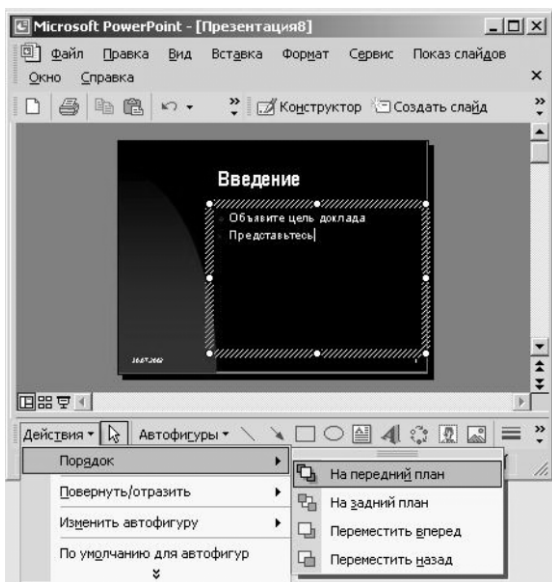 Microsoft PowerPoint - [Презентация8]
Файл Правка Вид Вставка Формат Сервис Показ слайдов
Окно Справка
Конструктор Создать слайд
Введение
Объявите цель доклада
Представьтесь
Действия Автофигуры
Порядок
Повернуть/отразить
Изменить автофигуру
По умолчанию для автофигур
На передний план
На задний план
Переместить вперед
Переместить назад